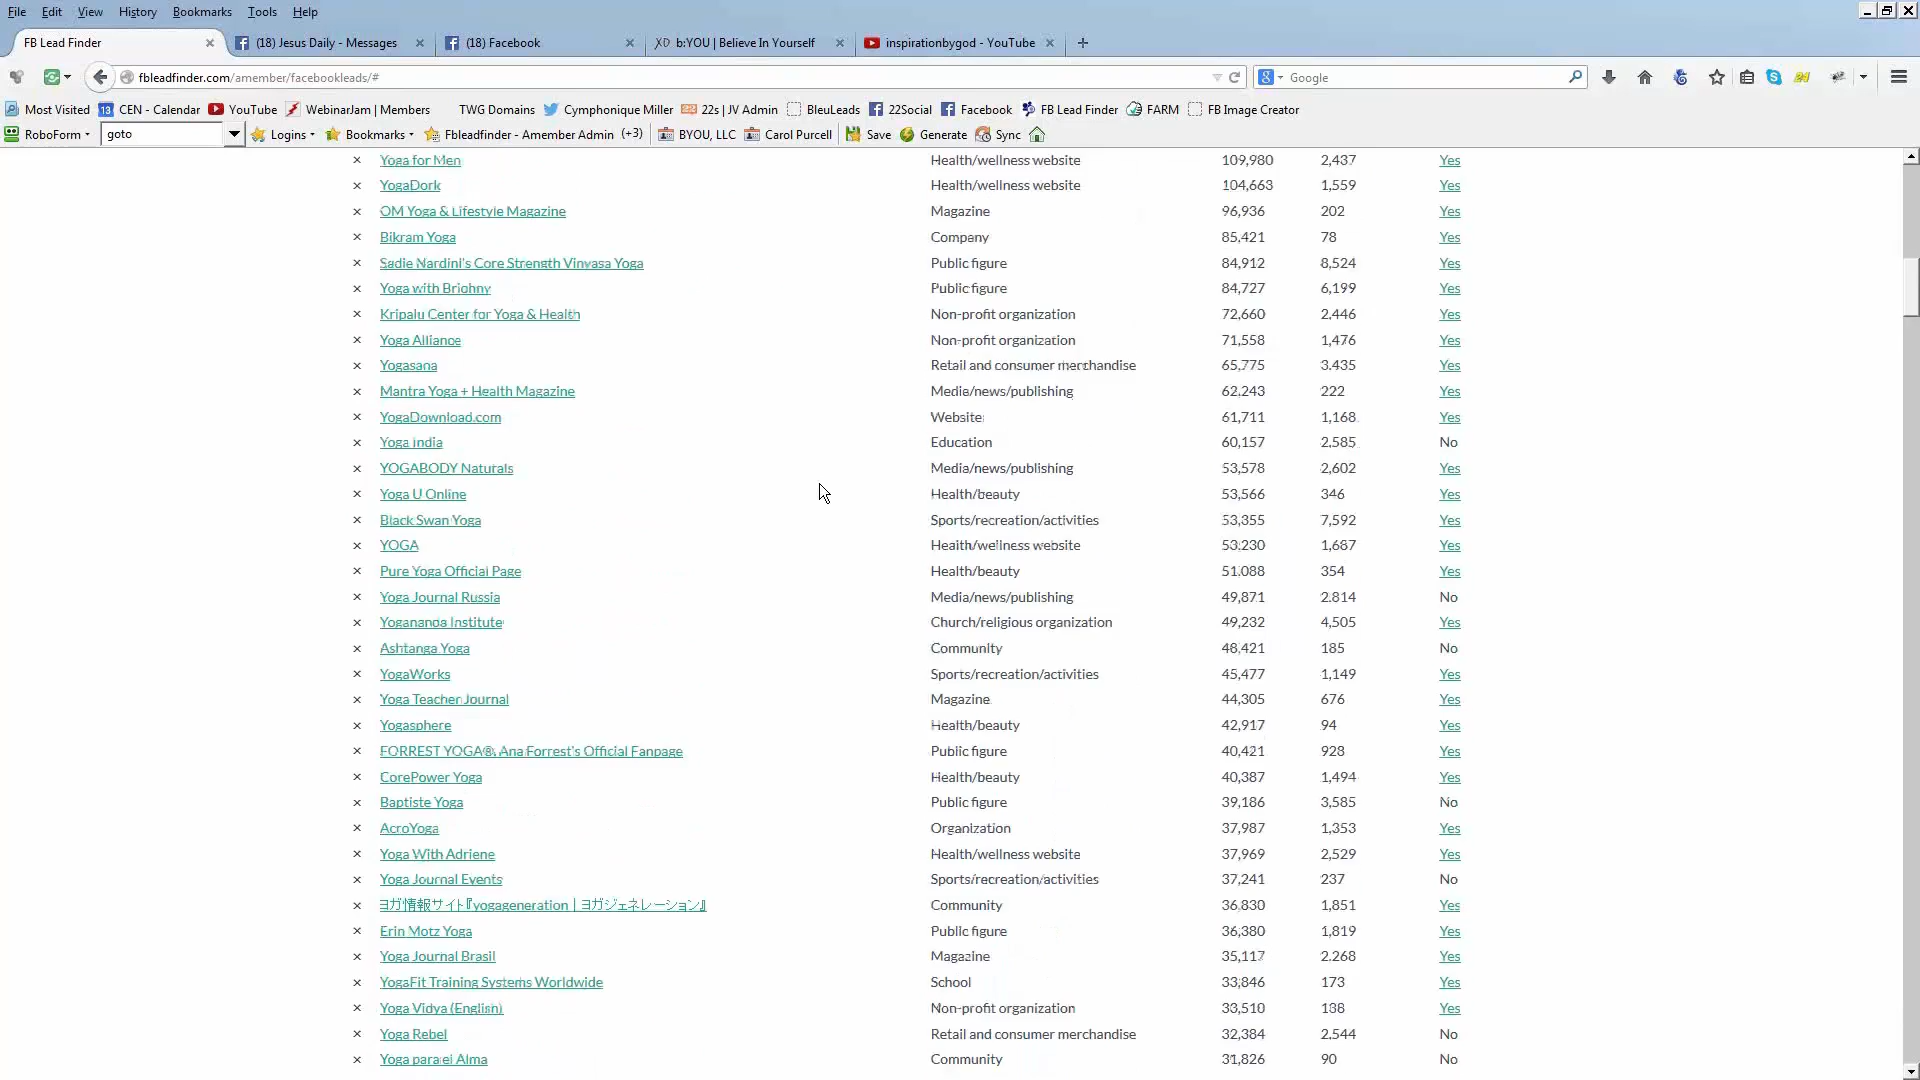 File Edit View History Bookmarks Tools Help
FB Lead Finder (18) Jesus Daily - Messages (18) Facebook b:YOU | Believe In Yourself inspirationbygod - YouTube
fbleadfinder.com/amember/facebookleads/# Google
Most Visited CEN - Calendar YouTube WebinarJam | Members TWG Domains Cymphonique Miller 22s | JV Admin BleuLeads 22Social Facebook FB Lead Finder FARM FB Image Creator
RoboForm goto Logins Bookmarks Fbleadfinder - Amember Admin (+3) BYOU, LLC Carol Purcell Save Generate Sync
× Yoga for Men Health/wellness website 109,980 2,437 Yes
× YogaDork Health/wellness website 104,663 1,559 Yes
× OM Yoga & Lifestyle Magazine Magazine 96,936 202 Yes
× Bikram Yoga Company 85,421 78 Yes
× Sadie Nardini's Core Strength Vinyasa Yoga Public figure 84,912 8,524 Yes
× Yoga with Briohny Public figure 84,727 6,199 Yes
× Kripalu Center for Yoga & Health Non-profit organization 72,660 2,446 Yes
× Yoga Alliance Non-profit organization 71,558 1,476 Yes
× Yogasana Retail and consumer merchandise 65,775 3,435 Yes
× Mantra Yoga + Health Magazine Media/news/publishing 62,243 222 Yes
× YogaDownload.com Website 61,711 1,168 Yes
× Yoga India Education 60,157 2,585 No
× YOGABODY Naturals Media/news/publishing 53,578 2,602 Yes
× Yoga U Online Health/beauty 53,566 346 Yes
× Black Swan Yoga Sports/recreation/activities 53,355 7,592 Yes
× YOGA Health/wellness website 53,230 1,687 Yes
× Pure Yoga Official Page Health/beauty 51,088 354 Yes
× Yoga Journal Russia Media/news/publishing 49,871 2,814 No
× Yogananda Institute Church/religious organization 49,232 4,505 Yes
× Ashtanga Yoga Community 48,421 185 No
× YogaWorks Sports/recreation/activities 45,477 1,149 Yes
× Yoga Teacher Journal Magazine 44,305 676 Yes
× Yogasphere Health/beauty 42,917 94 Yes
× FORREST YOGA®, Ana Forrest's Official Fanpage Public figure 40,421 928 Yes
× CorePower Yoga Health/beauty 40,387 1,494 Yes
× Baptiste Yoga Public figure 39,186 3,585 No
× AcroYoga Organization 37,987 1,353 Yes
× Yoga With Adriene Health/wellness website 37,969 2,529 Yes
× Yoga Journal Events Sports/recreation/activities 37,241 237 No
× ヨガ情報サイト『yogageneration | ヨガジェネレーション』 Community 36,830 1,851 Yes
× Erin Motz Yoga Public figure 36,380 1,819 Yes
× Yoga Journal Brasil Magazine 35,117 2,268 Yes
× YogaFit Training Systems Worldwide School 33,846 173 Yes
× Yoga Vidya (English) Non-profit organization 33,510 138 Yes
× Yoga Rebel Retail and consumer merchandise 32,384 2,544 No
× Yoga para el Alma Community 31,826 90 No